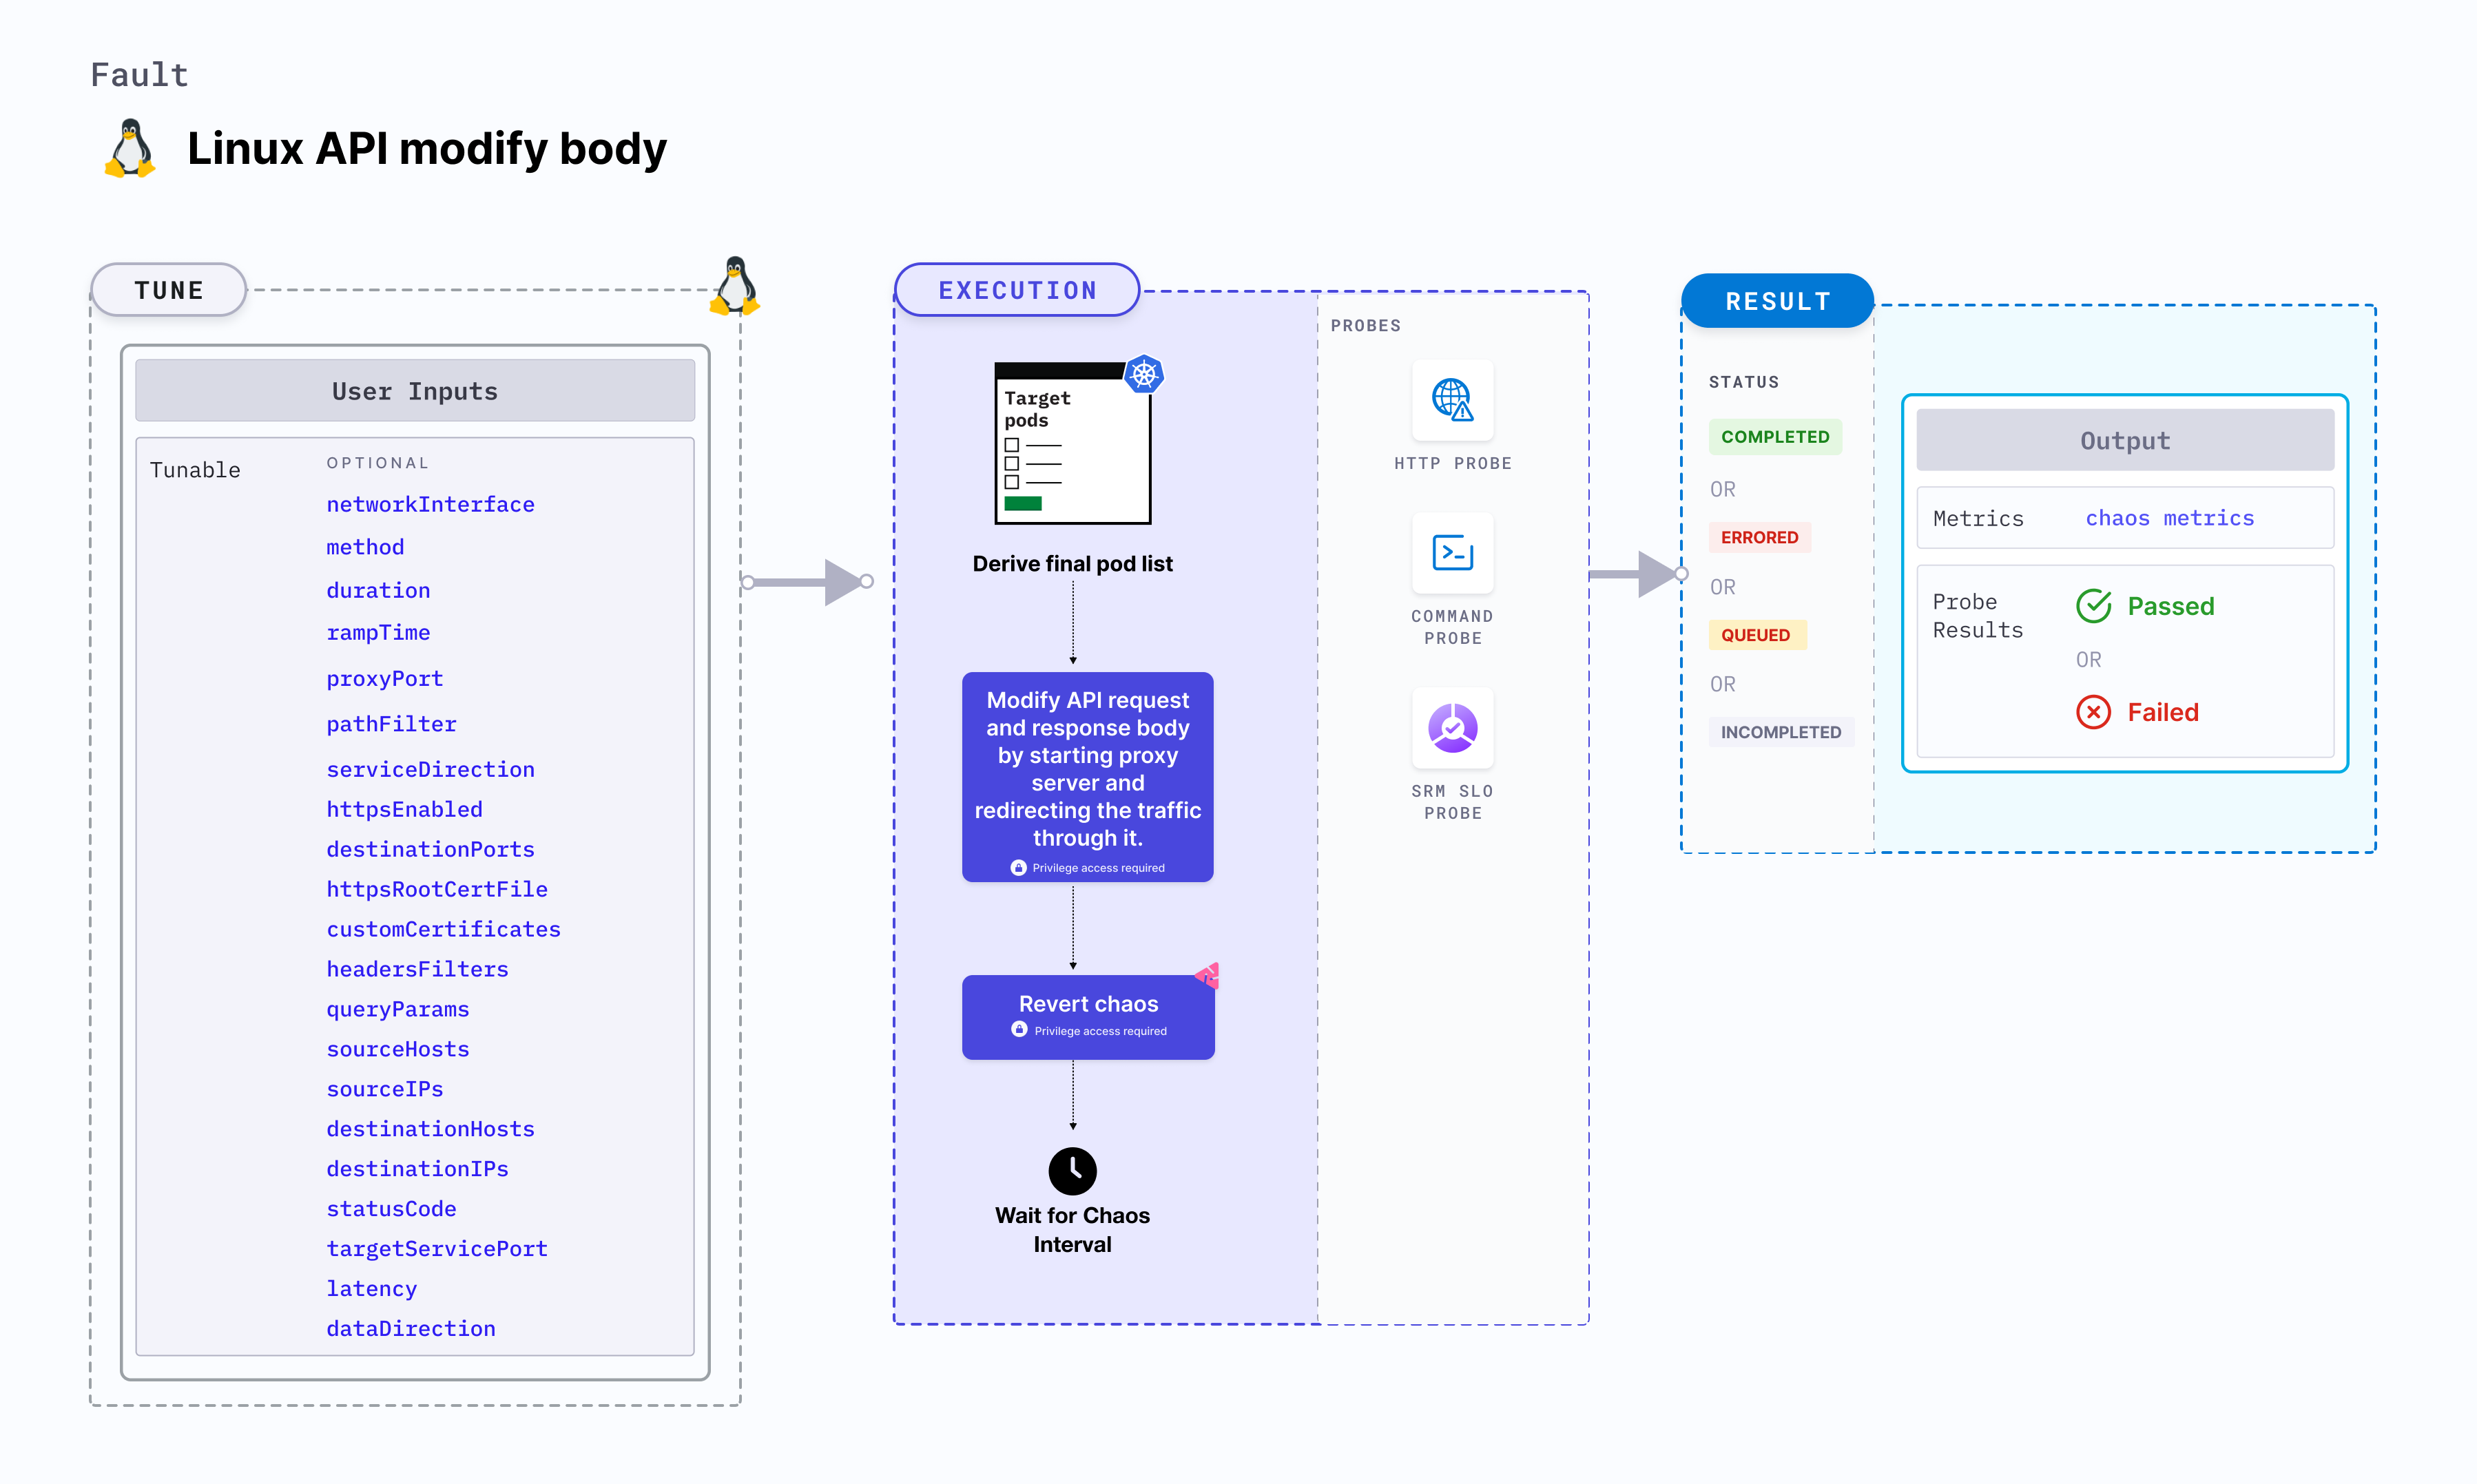 Fault
Linux API modify body
TUNE
User Inputs
Tunable
OPTIONAL
networkInterface
method
duration
rampTime
proxyPort
pathFilter
serviceDirection
httpsEnabled
destinationPorts
httpsRootCertFile
customCertificates
headersFilters
queryParams
sourceHosts
sourceIPs
destinationHosts
destinationIPs
statusCode
targetServicePort
latency
dataDirection
EXECUTION
Target
pods
Derive final pod list
Modify API request
and response body
by starting proxy
server and
redirecting the traffic
through it.
Privilege access required
Revert chaos
Privilege access required
Wait for Chaos
Interval
PROBES
HTTP PROBE
COMMAND
PROBE
SRM SLO
PROBE
RESULT
STATUS
COMPLETED
OR
ERRORED
OR
QUEUED
OR
INCOMPLETED
Output
Metrics
chaos metrics
Probe
Results
Passed
OR
Failed